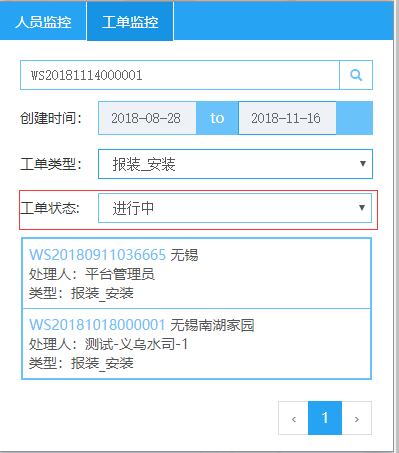 人员监控 工单监控
WS20181114000001
创建时间： 2018-08-28 to 2018-11-16
工单类型： 报装_安装
工单状态: 进行中
WS20180911036665 无锡
处理人：平台管理员
类型：报装_安装
WS20181018000001 无锡南湖家园
处理人：测试-义乌水司-1
类型：报装_安装
‹ 1 ›